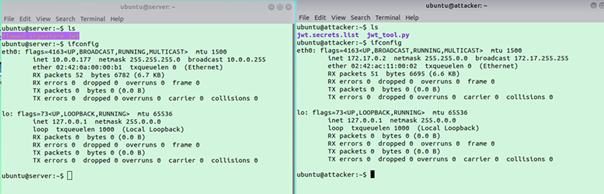 ubuntu@server: ~
File Edit View Search Terminal Help
ubuntu@server:~$ ls
ubuntu@server:~$ ifconfig
eth0: flags=4163<UP,BROADCAST,RUNNING,MULTICAST> mtu 1500
inet 10.0.0.177 netmask 255.255.255.0 broadcast 10.0.0.255
ether 02:42:0a:00:00:b1 txqueuelen 0 (Ethernet)
RX packets 52 bytes 6782 (6.7 KB)
RX errors 0 dropped 0 overruns 0 frame 0
TX packets 0 bytes 0 (0.0 B)
TX errors 0 dropped 0 overruns 0 carrier 0 collisions 0
lo: flags=73<UP,LOOPBACK,RUNNING> mtu 65536
inet 127.0.0.1 netmask 255.0.0.0
loop txqueuelen 1000 (Local Loopback)
RX packets 0 bytes 0 (0.0 B)
RX errors 0 dropped 0 overruns 0 frame 0
TX packets 0 bytes 0 (0.0 B)
TX errors 0 dropped 0 overruns 0 carrier 0 collisions 0
ubuntu@server:~$
ubuntu@attacker: ~
File Edit View Search Terminal Help
ubuntu@attacker:~$ ls
jwt.secrets.list jwt_tool.py
ubuntu@attacker:~$ ifconfig
eth0: flags=4163<UP,BROADCAST,RUNNING,MULTICAST> mtu 1500
inet 172.17.0.2 netmask 255.255.255.0 broadcast 172.17.255.255
ether 02:42:ac:11:00:02 txqueuelen 0 (Ethernet)
RX packets 51 bytes 6695 (6.6 KB)
RX errors 0 dropped 0 overruns 0 frame 0
TX packets 0 bytes 0 (0.0 B)
TX errors 0 dropped 0 overruns 0 carrier 0 collisions 0
lo: flags=73<UP,LOOPBACK,RUNNING> mtu 65536
inet 127.0.0.1 netmask 255.0.0.0
loop txqueuelen 1000 (Local Loopback)
RX packets 0 bytes 0 (0.0 B)
RX errors 0 dropped 0 overruns 0 frame 0
TX packets 0 bytes 0 (0.0 B)
TX errors 0 dropped 0 overruns 0 carrier 0 collisions 0
ubuntu@attacker:~$